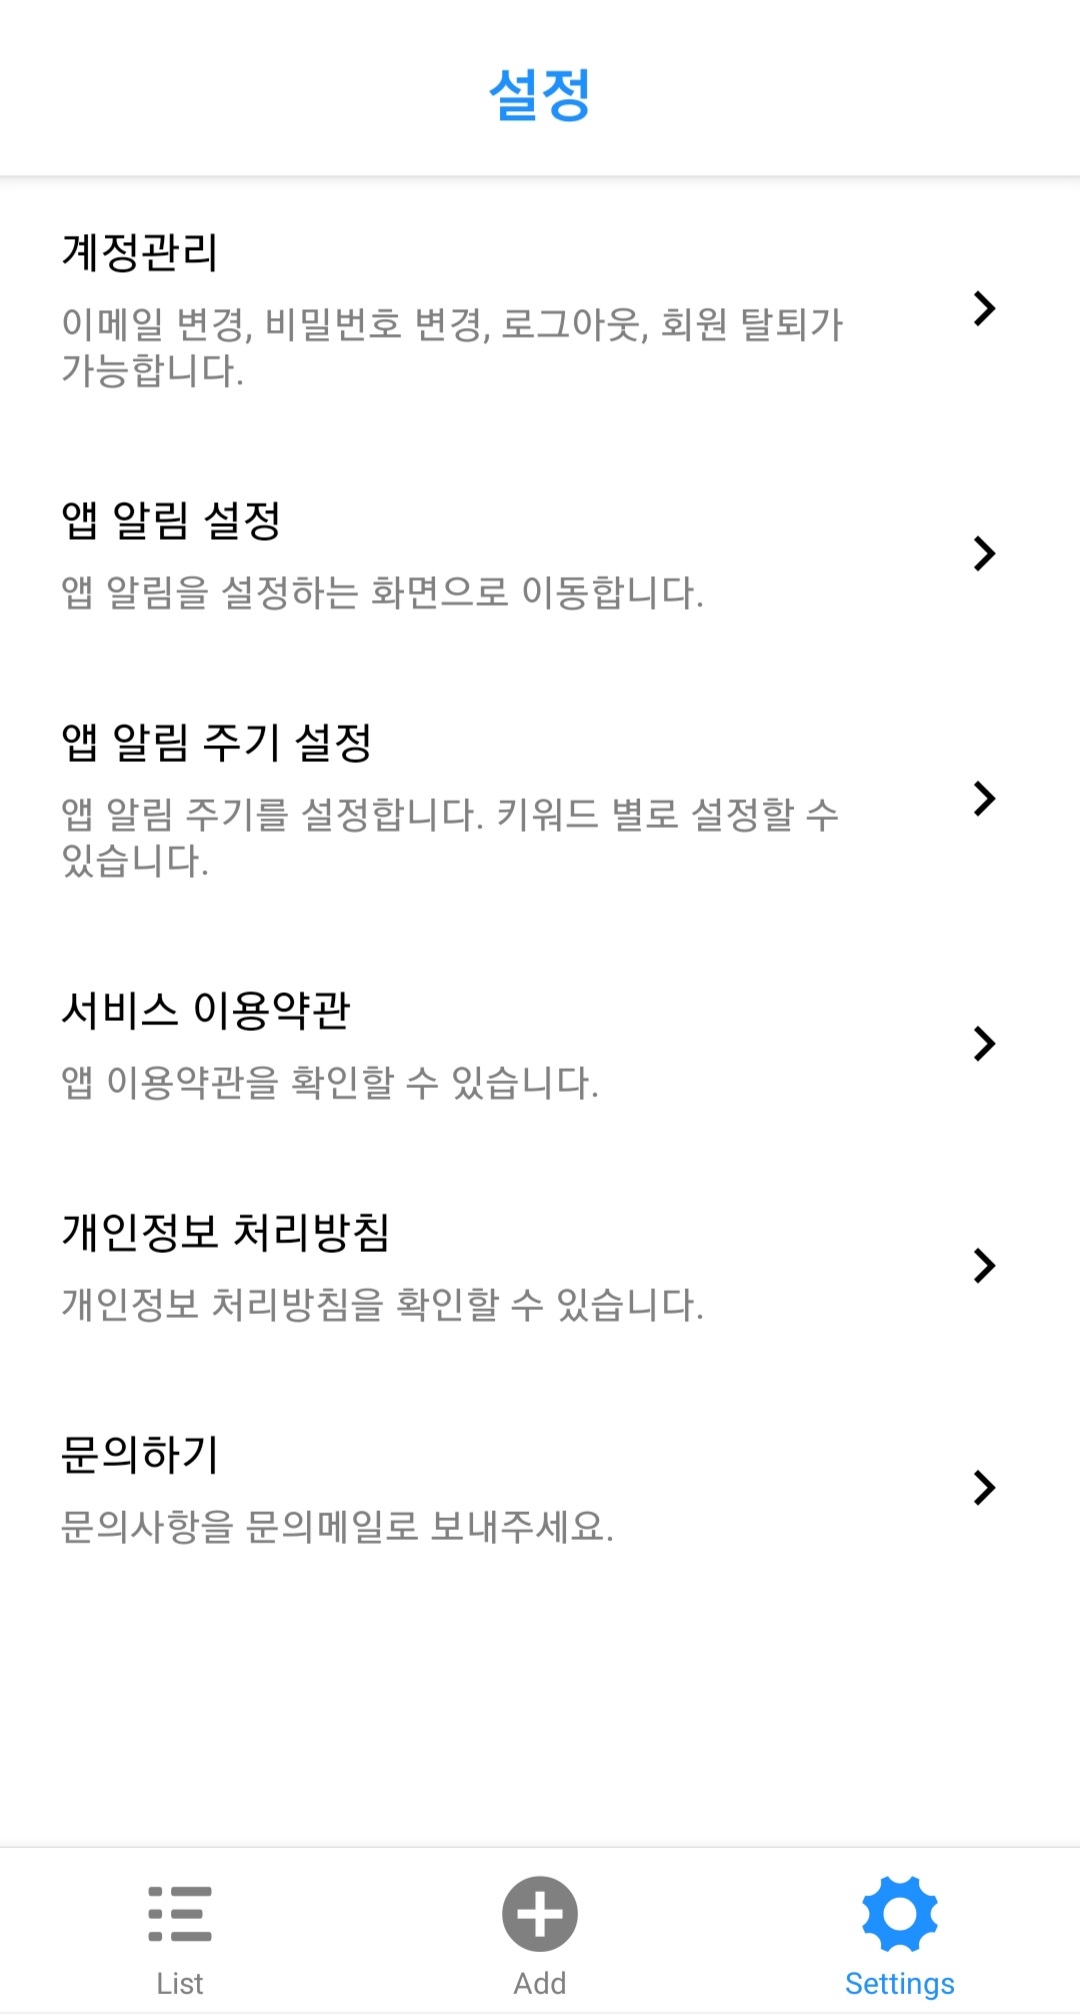 설정
계정관리
이메일 변경, 비밀번호 변경, 로그아웃, 회원 탈퇴가
가능합니다.
앱 알림 설정
앱 알림을 설정하는 화면으로 이동합니다.
앱 알림 주기 설정
앱 알림 주기를 설정합니다. 키워드 별로 설정할 수
있습니다.
서비스 이용약관
앱 이용약관을 확인할 수 있습니다.
개인정보 처리방침
개인정보 처리방침을 확인할 수 있습니다.
문의하기
문의사항을 문의메일로 보내주세요.
List
Add
Settings